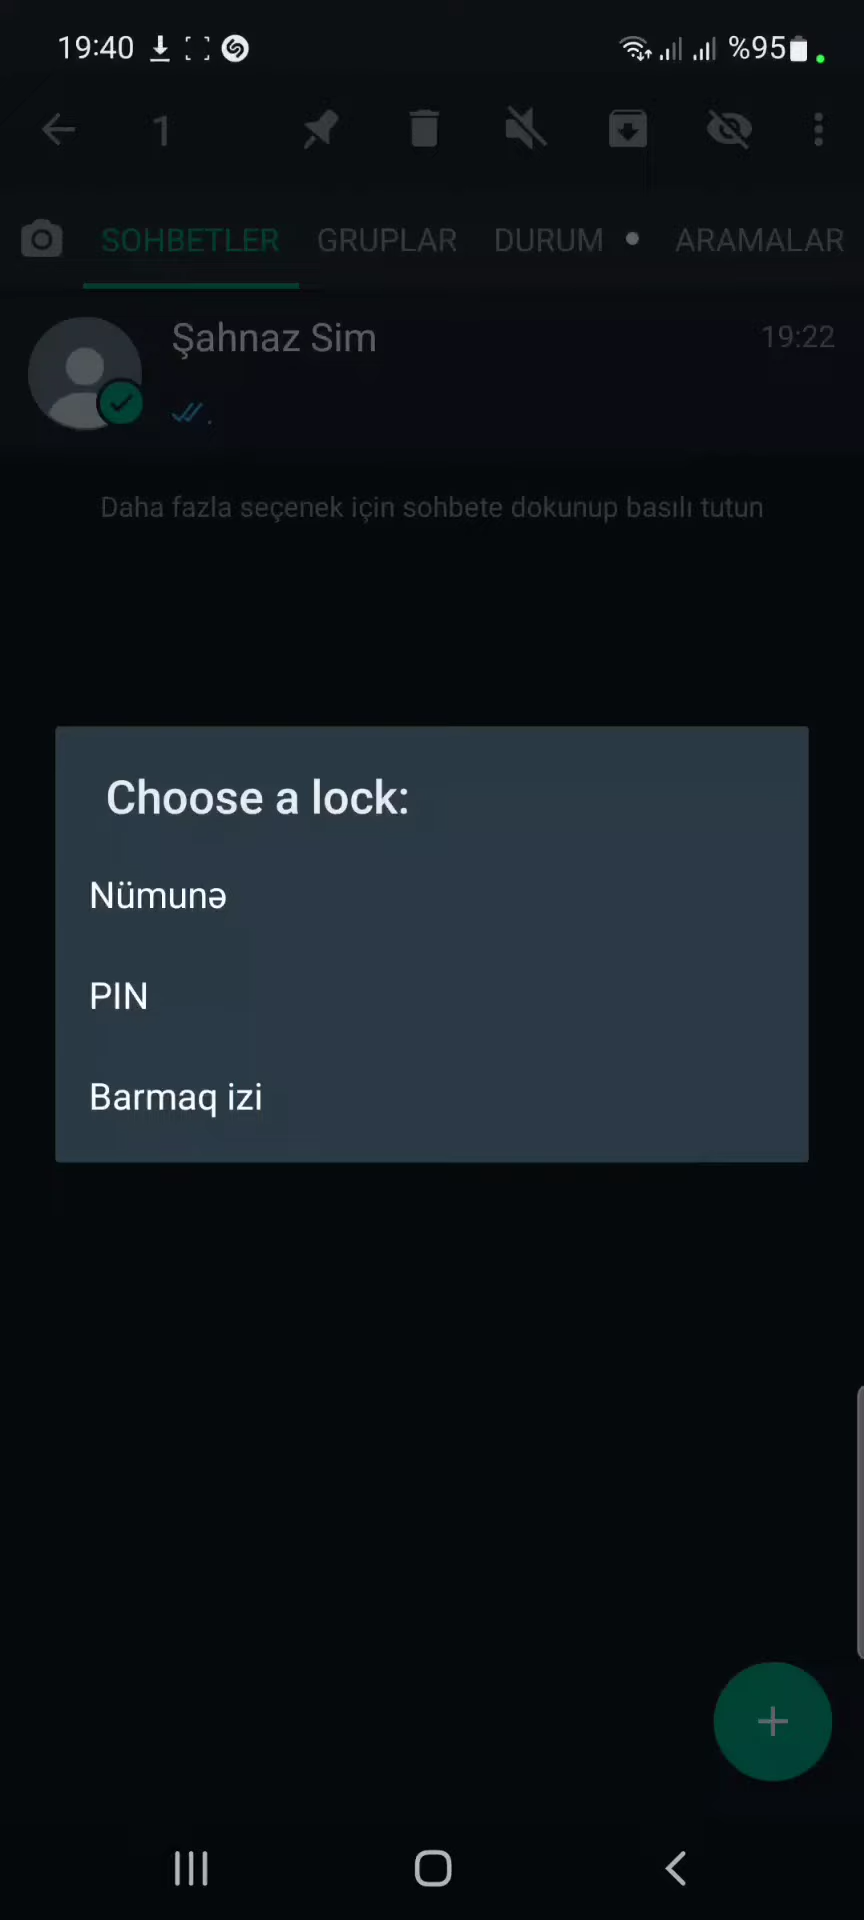 19:40 %95
1
SOHBETLER GRUPLAR DURUM ARAMALAR
Şahnaz Sim 19:22
.
Daha fazla seçenek için sohbete dokunup basılı tutun
Choose a lock:
Nümunə
PIN
Barmaq izi